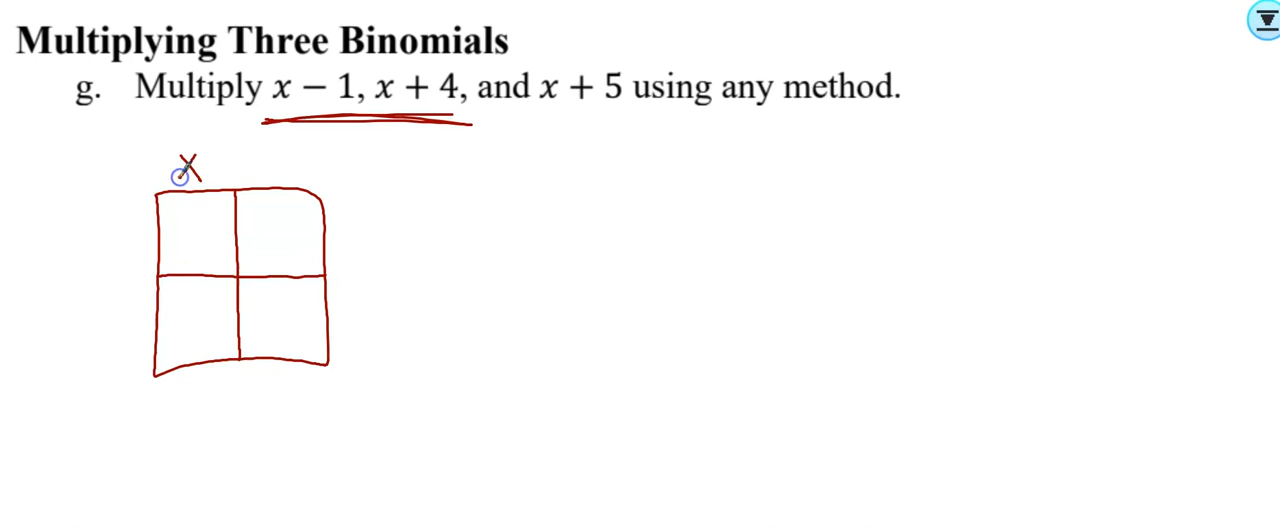 Multiplying Three Binomials
g. Multiply x − 1, x + 4, and x + 5 using any method.
x